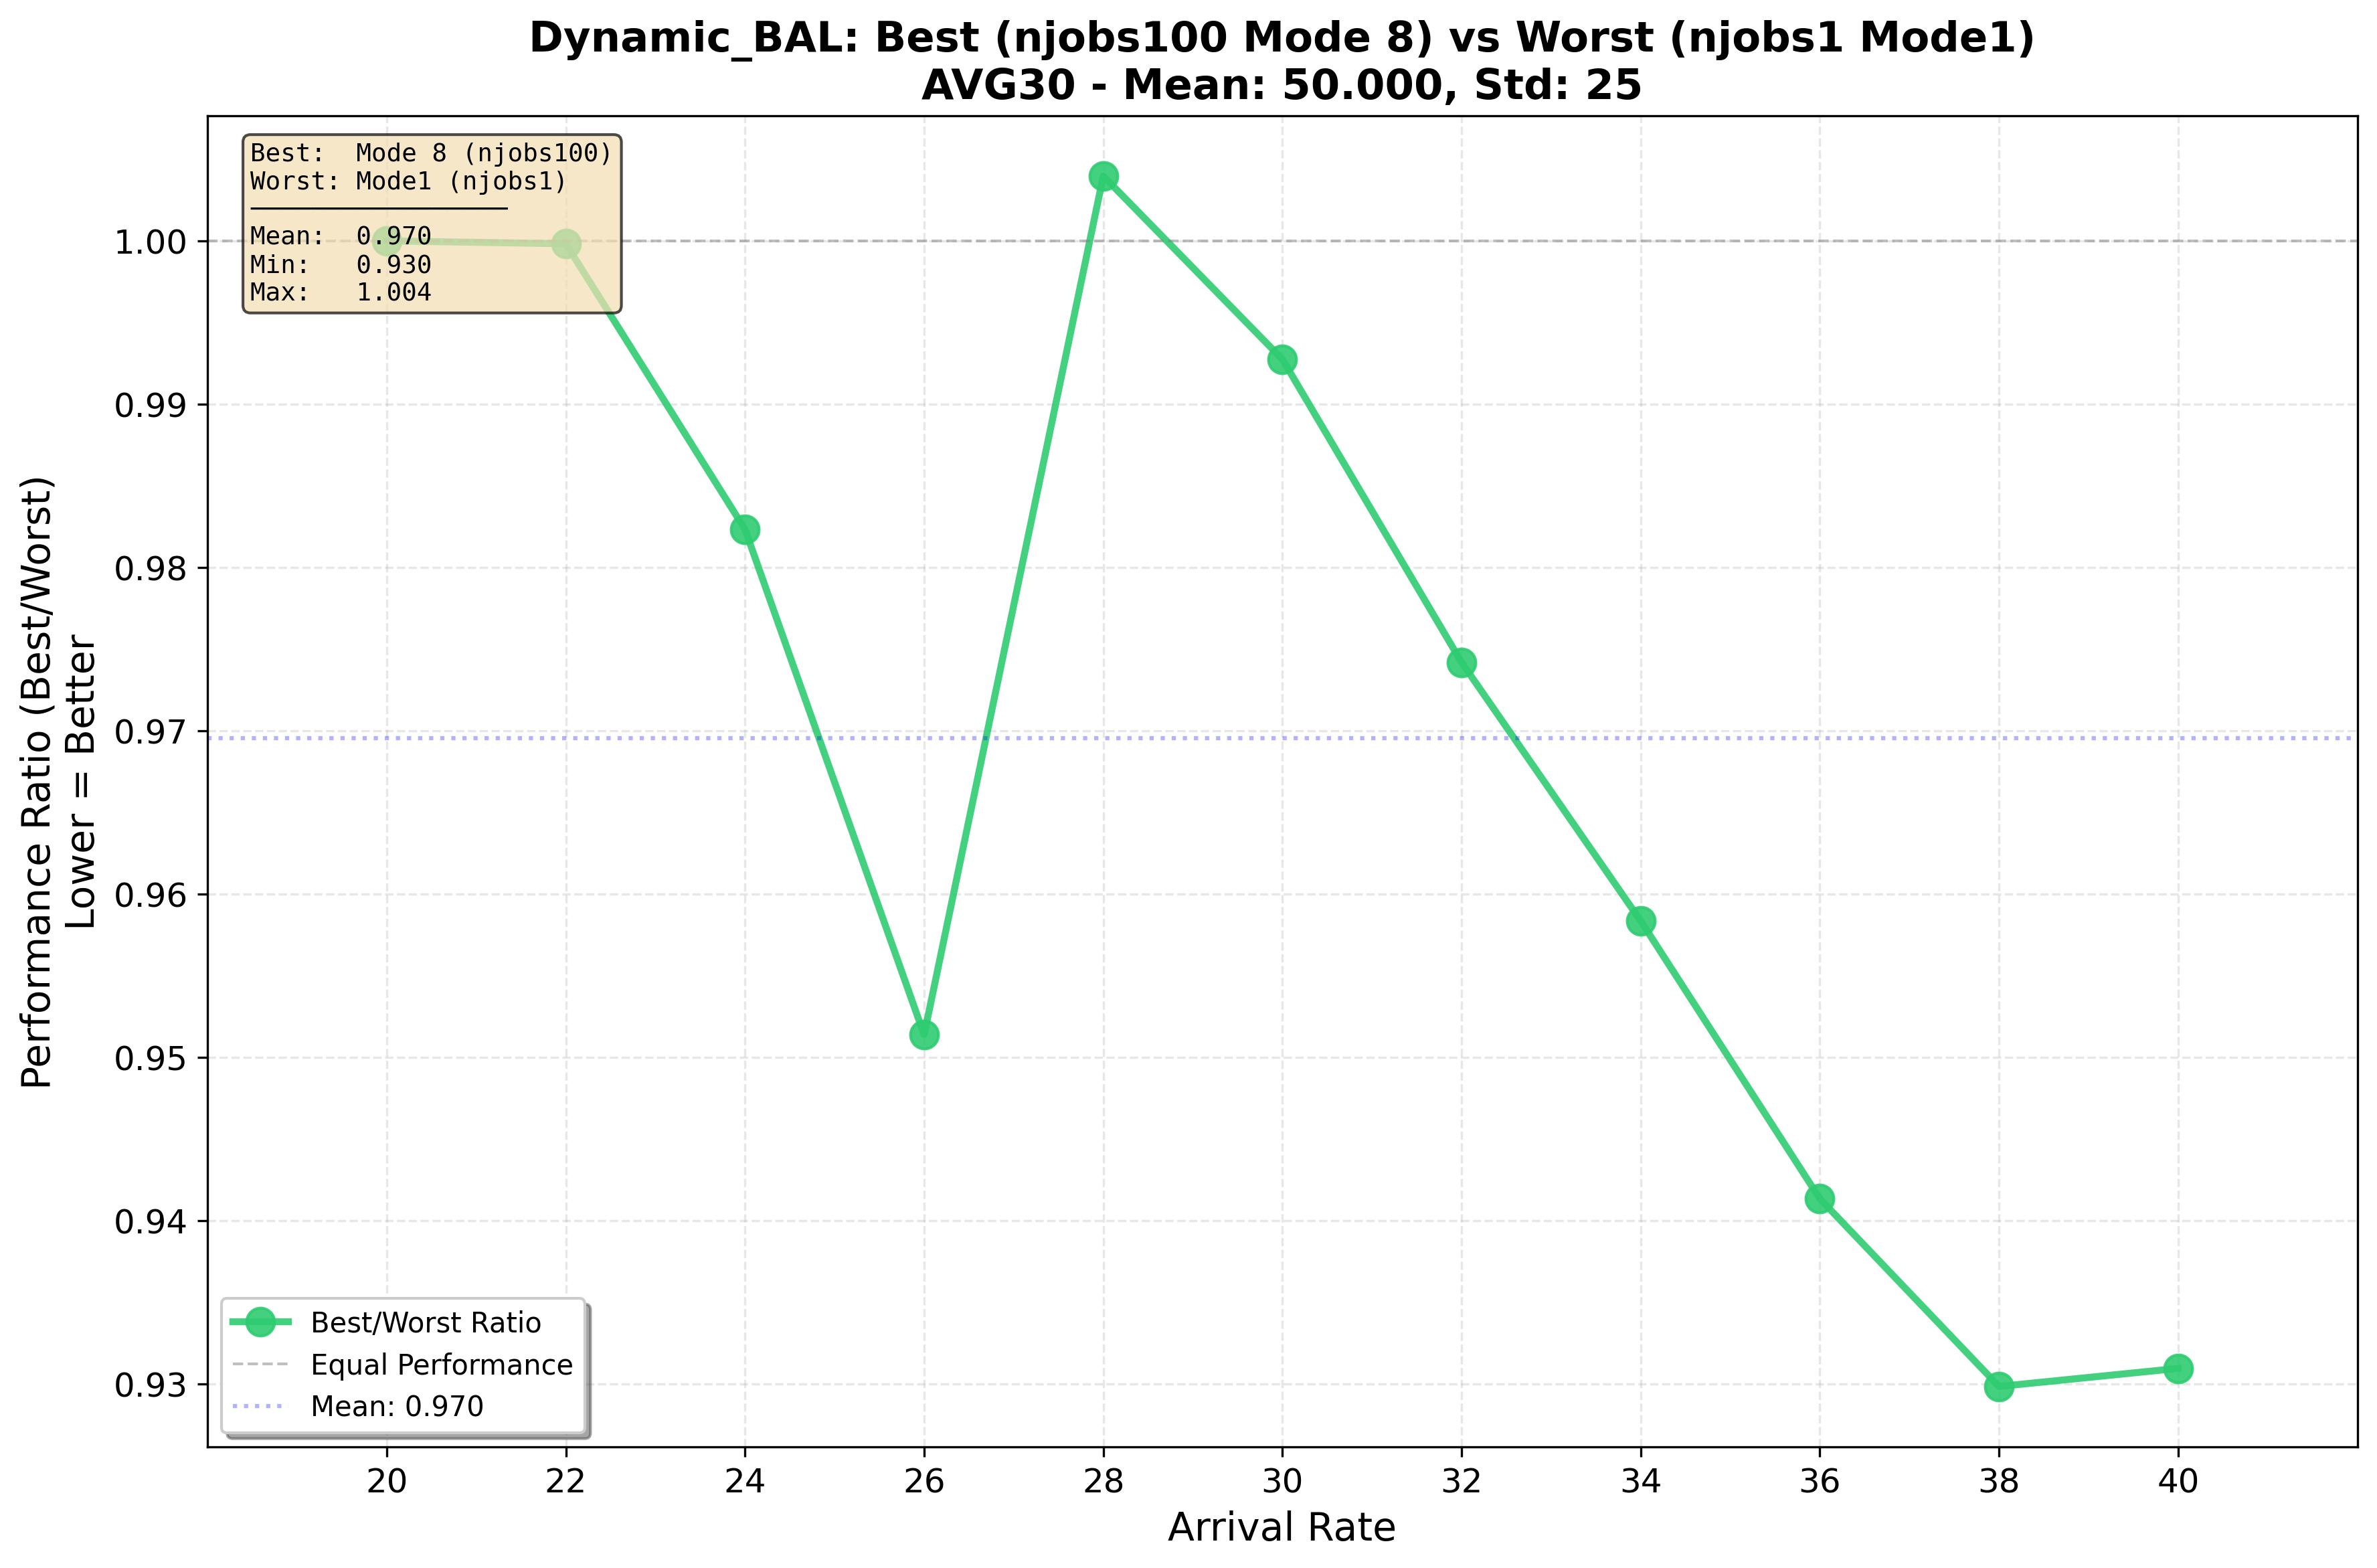 Dynamic_BAL: Best (njobs100 Mode 8) vs Worst (njobs1 Mode1)
AVG30 - Mean: 50.000, Std: 25
Best:  Mode 8 (njobs100)
Worst: Mode1 (njobs1)
Mean:  0.970
Min:   0.930
Max:   1.004
Performance Ratio (Best/Worst)
Lower = Better
1.00
0.99
0.98
0.97
0.96
0.95
0.94
0.93
Best/Worst Ratio
Equal Performance
Mean: 0.970
20 22 24 26 28 30 32 34 36 38 40
Arrival Rate